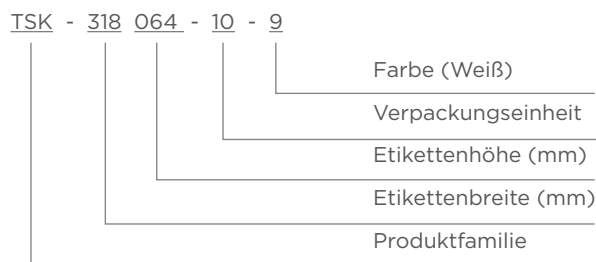 TSK - 318 064 - 10 - 9
Farbe (Weiß)
Verpackungseinheit
Etikettenhöhe (mm)
Etikettenbreite (mm)
Produktfamilie